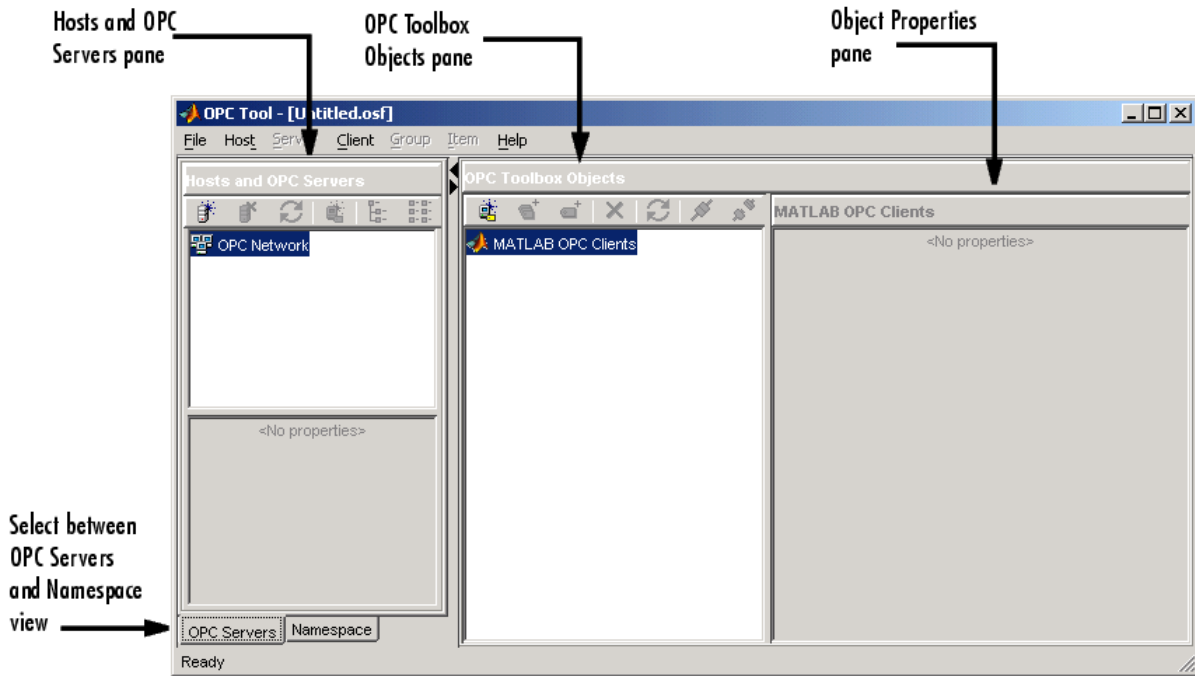 Hosts and OPC
Servers pane
OPC Toolbox
Objects pane
Object Properties
pane
OPC Tool - [Untitled.osf]
File Host Server Client Group Item Help
Hosts and OPC Servers
OPC Toolbox Objects
MATLAB OPC Clients
OPC Network
MATLAB OPC Clients
<No properties>
<No properties>
Select between
OPC Servers
and Namespace
view
OPC Servers Namespace
Ready